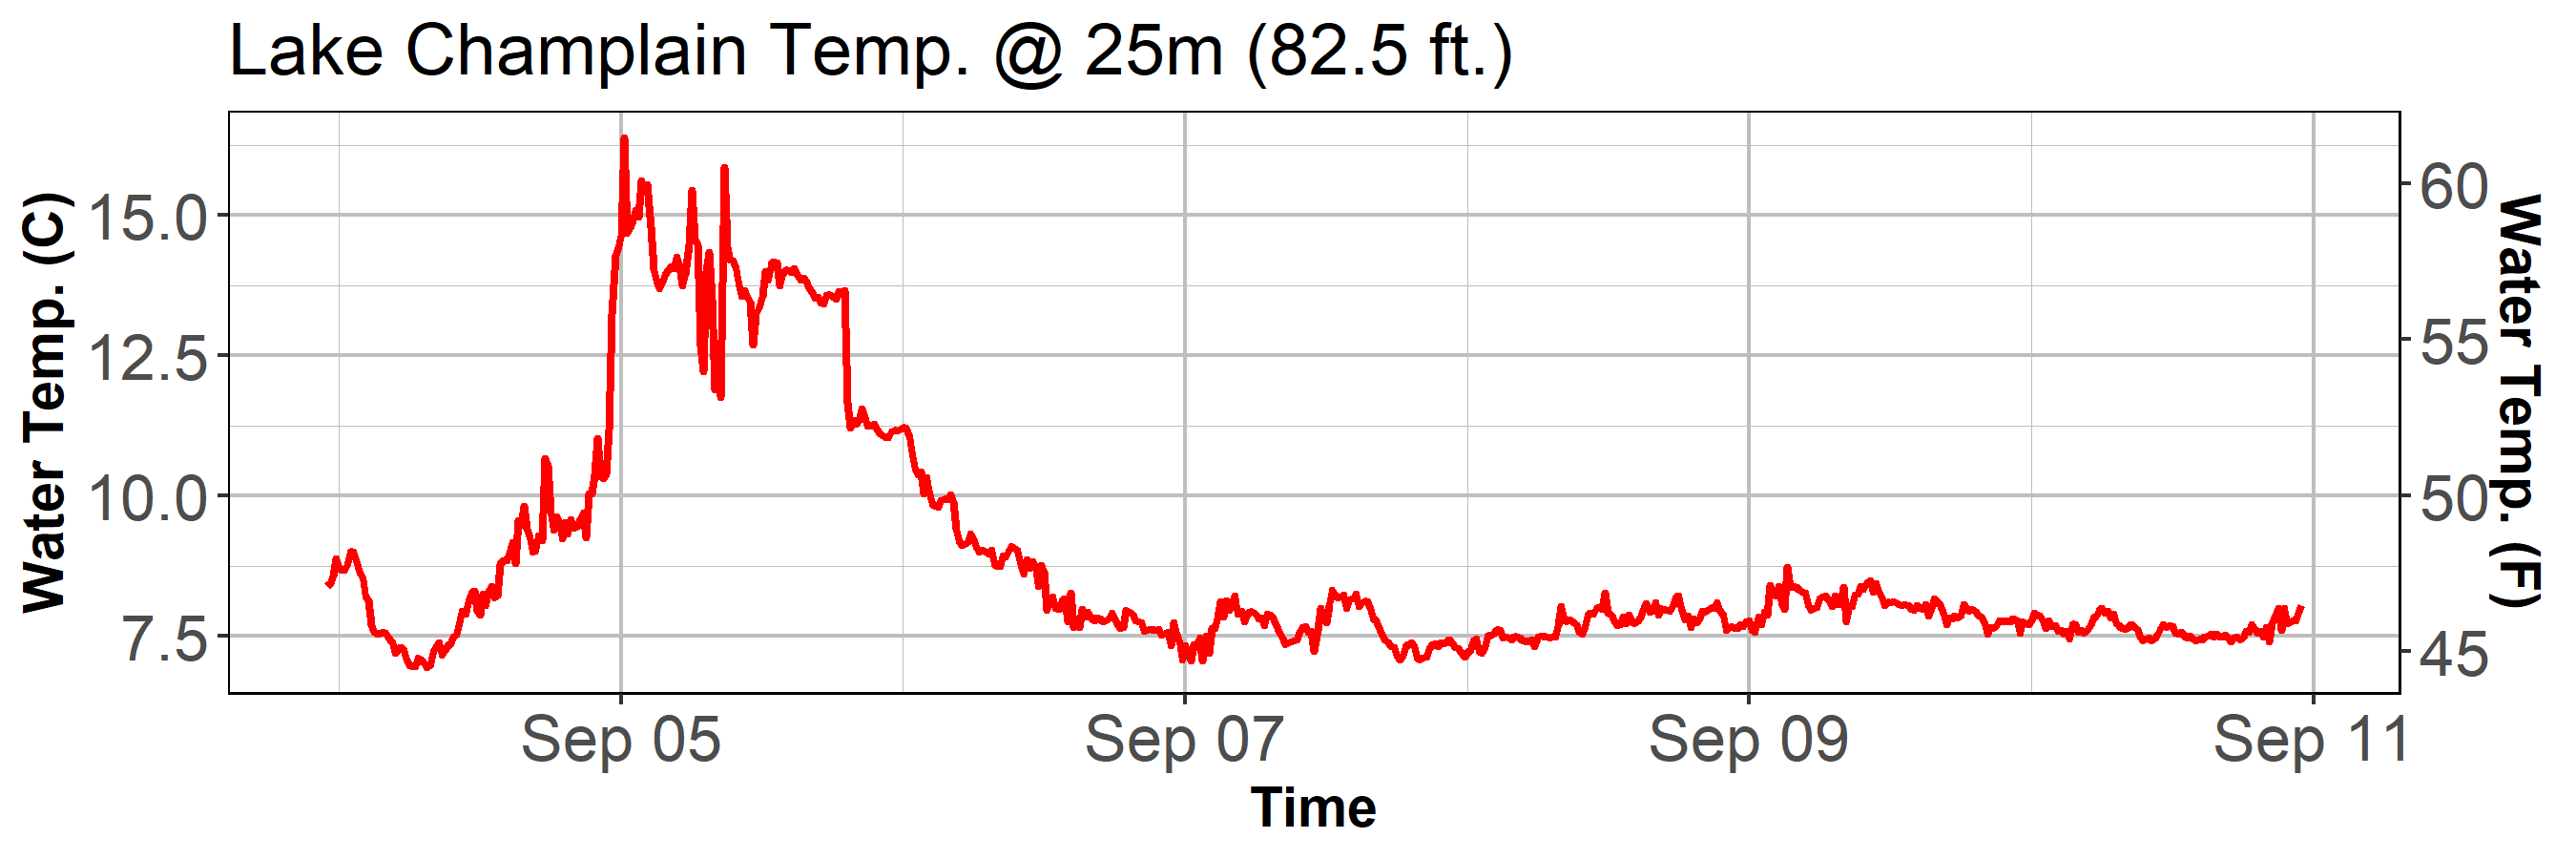 Lake Champlain Temp. @ 25m (82.5 ft.)
Water Temp. (C)
15.0
12.5
10.0
7.5
60
55
50
45
Water Temp. (F)
Sep 05
Sep 07
Sep 09
Sep 11
Time